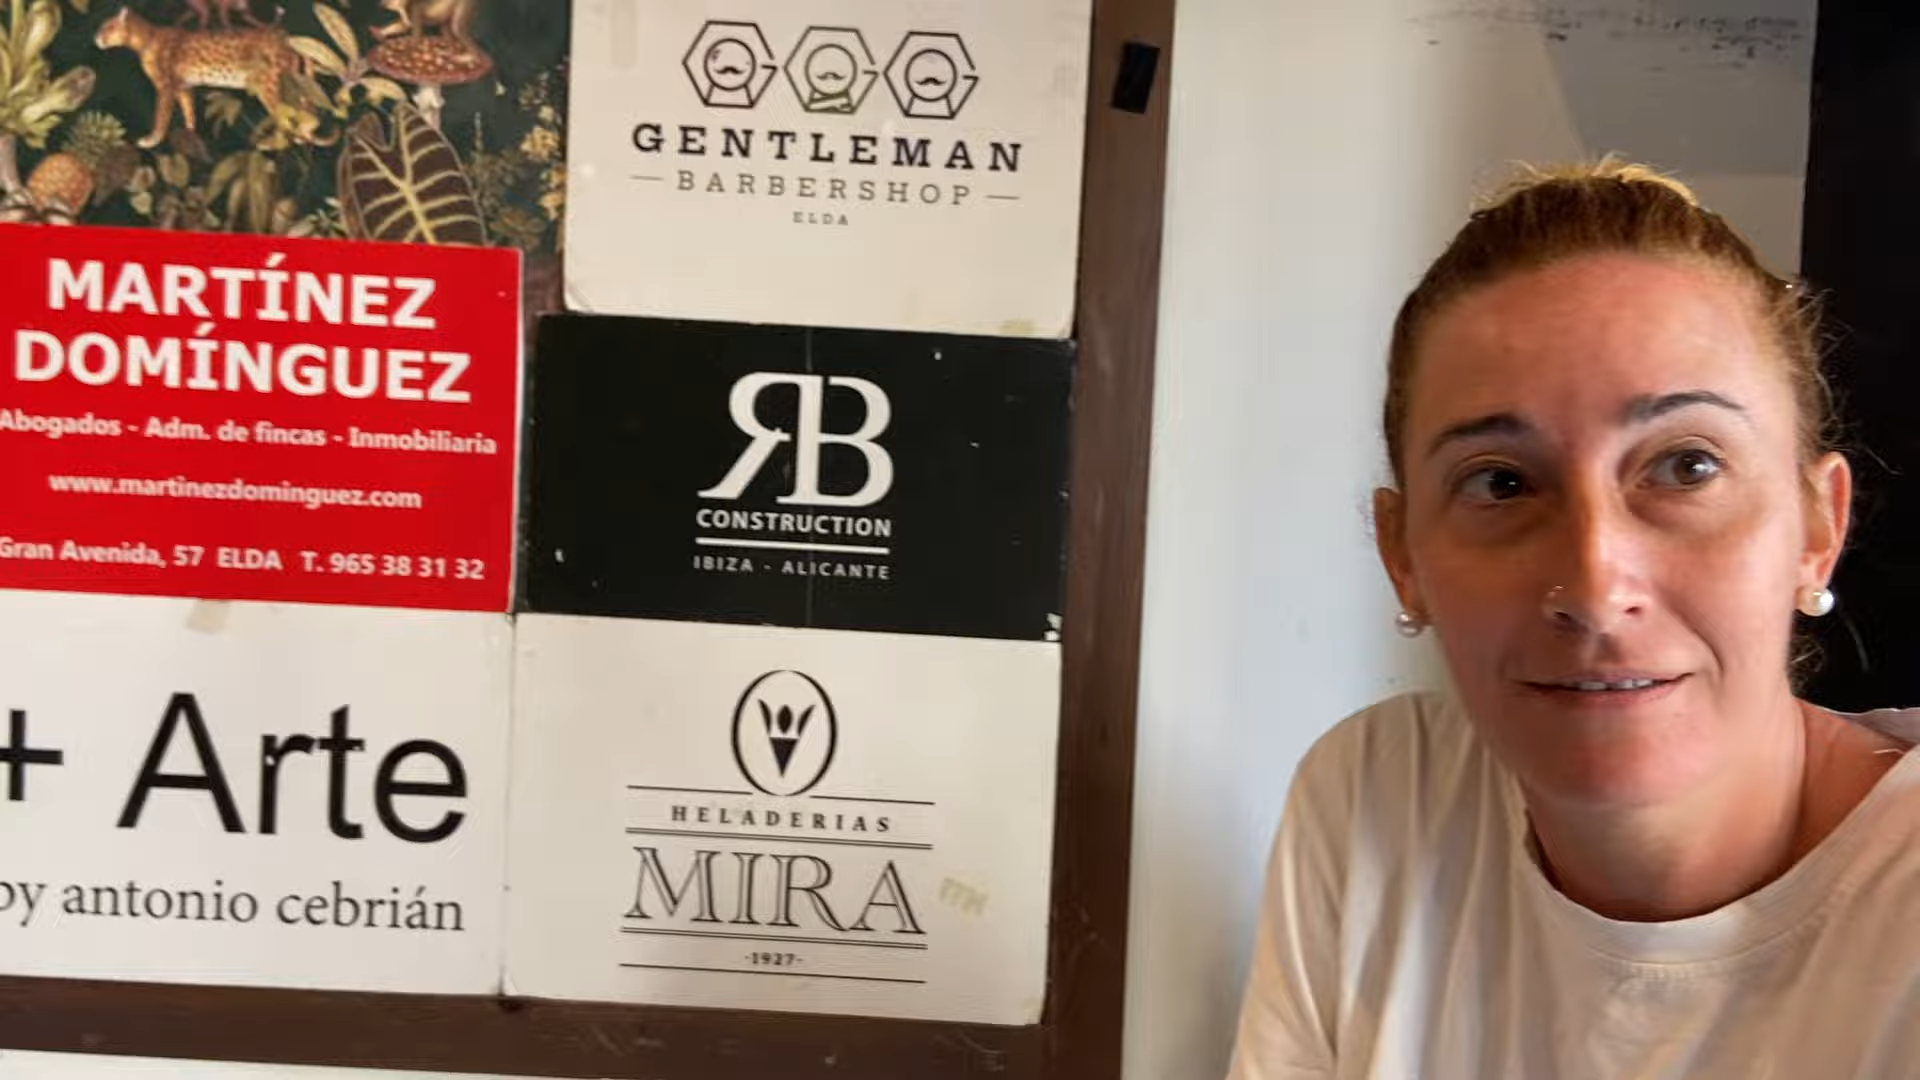 GENTLEMAN
BARBERSHOP
ELDA
MARTÍNEZ
DOMÍNGUEZ
Abogados - Adm. de fincas - Inmobiliaria
www.martinezdominguez.com
Gran Avenida, 57 ELDA T. 965 38 31 32
RB
CONSTRUCTION
IBIZA - ALICANTE
+ Arte
by antonio cebrián
HELADERIAS
MIRA
·1927·